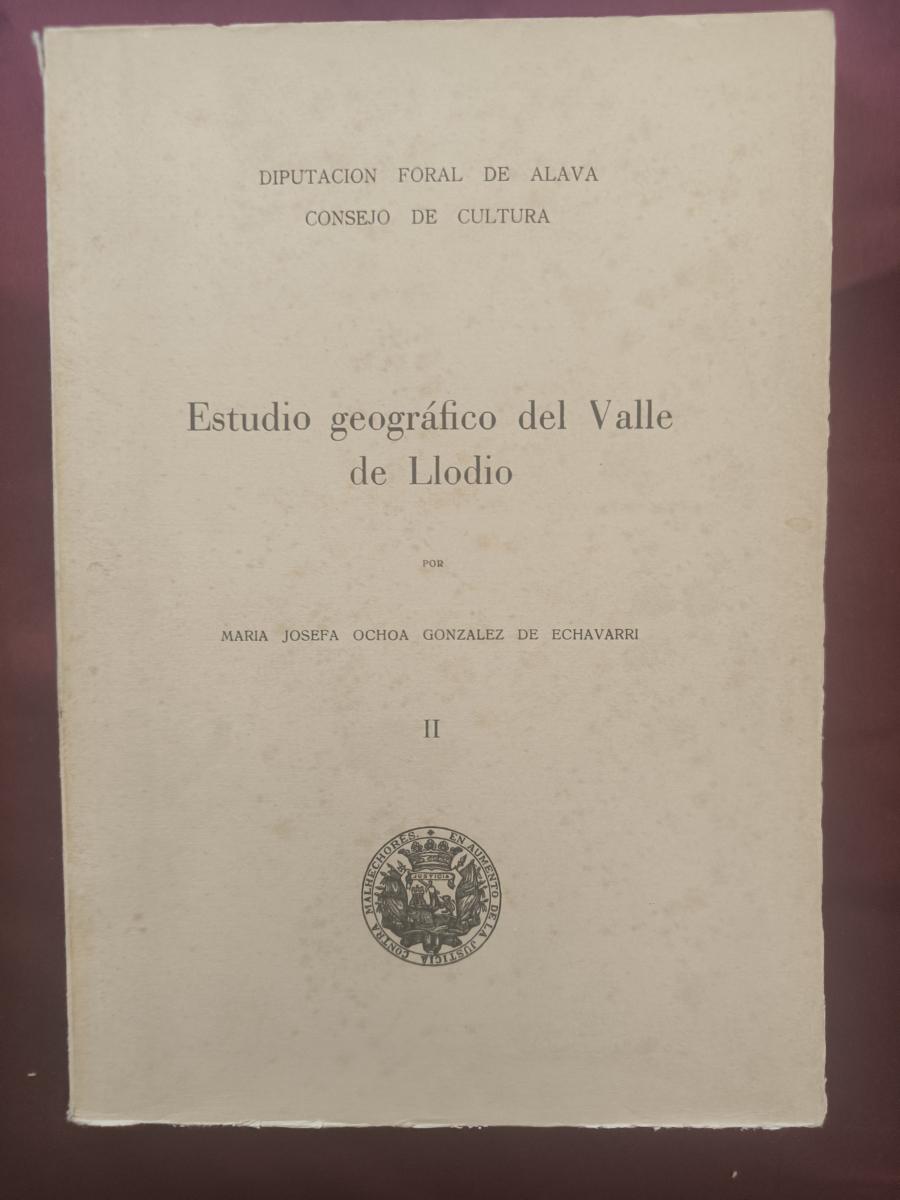 DIPUTACION FORAL DE ALAVA
CONSEJO DE CULTURA
Estudio geográfico del Valle
de Llodio
POR
MARIA JOSEFA OCHOA GONZALEZ DE ECHAVARRI
II
EN AUMENTO DE LA JUSTICIA CONTRA MALHECHORES.
JUSTICIA